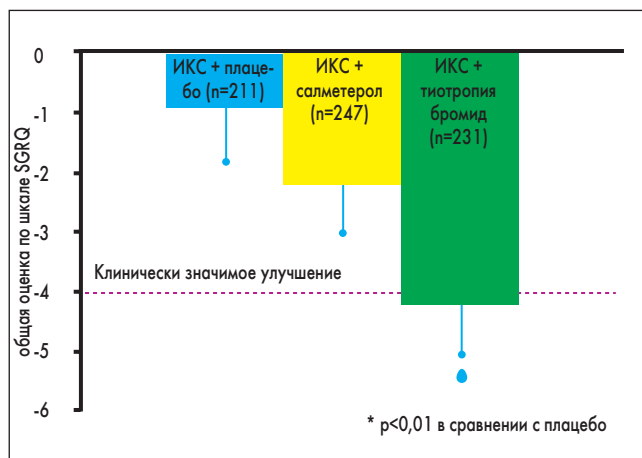 общая оценка по шкале SGRQ
0
-1
-2
-3
-4
-5
-6
ИКС + плаце-
бо (n=211)
ИКС +
салметерол
(n=247)
ИКС +
тиотропия
бромид
(n=231)
Клинически значимое улучшение
* p<0,01 в сравнении с плацебо